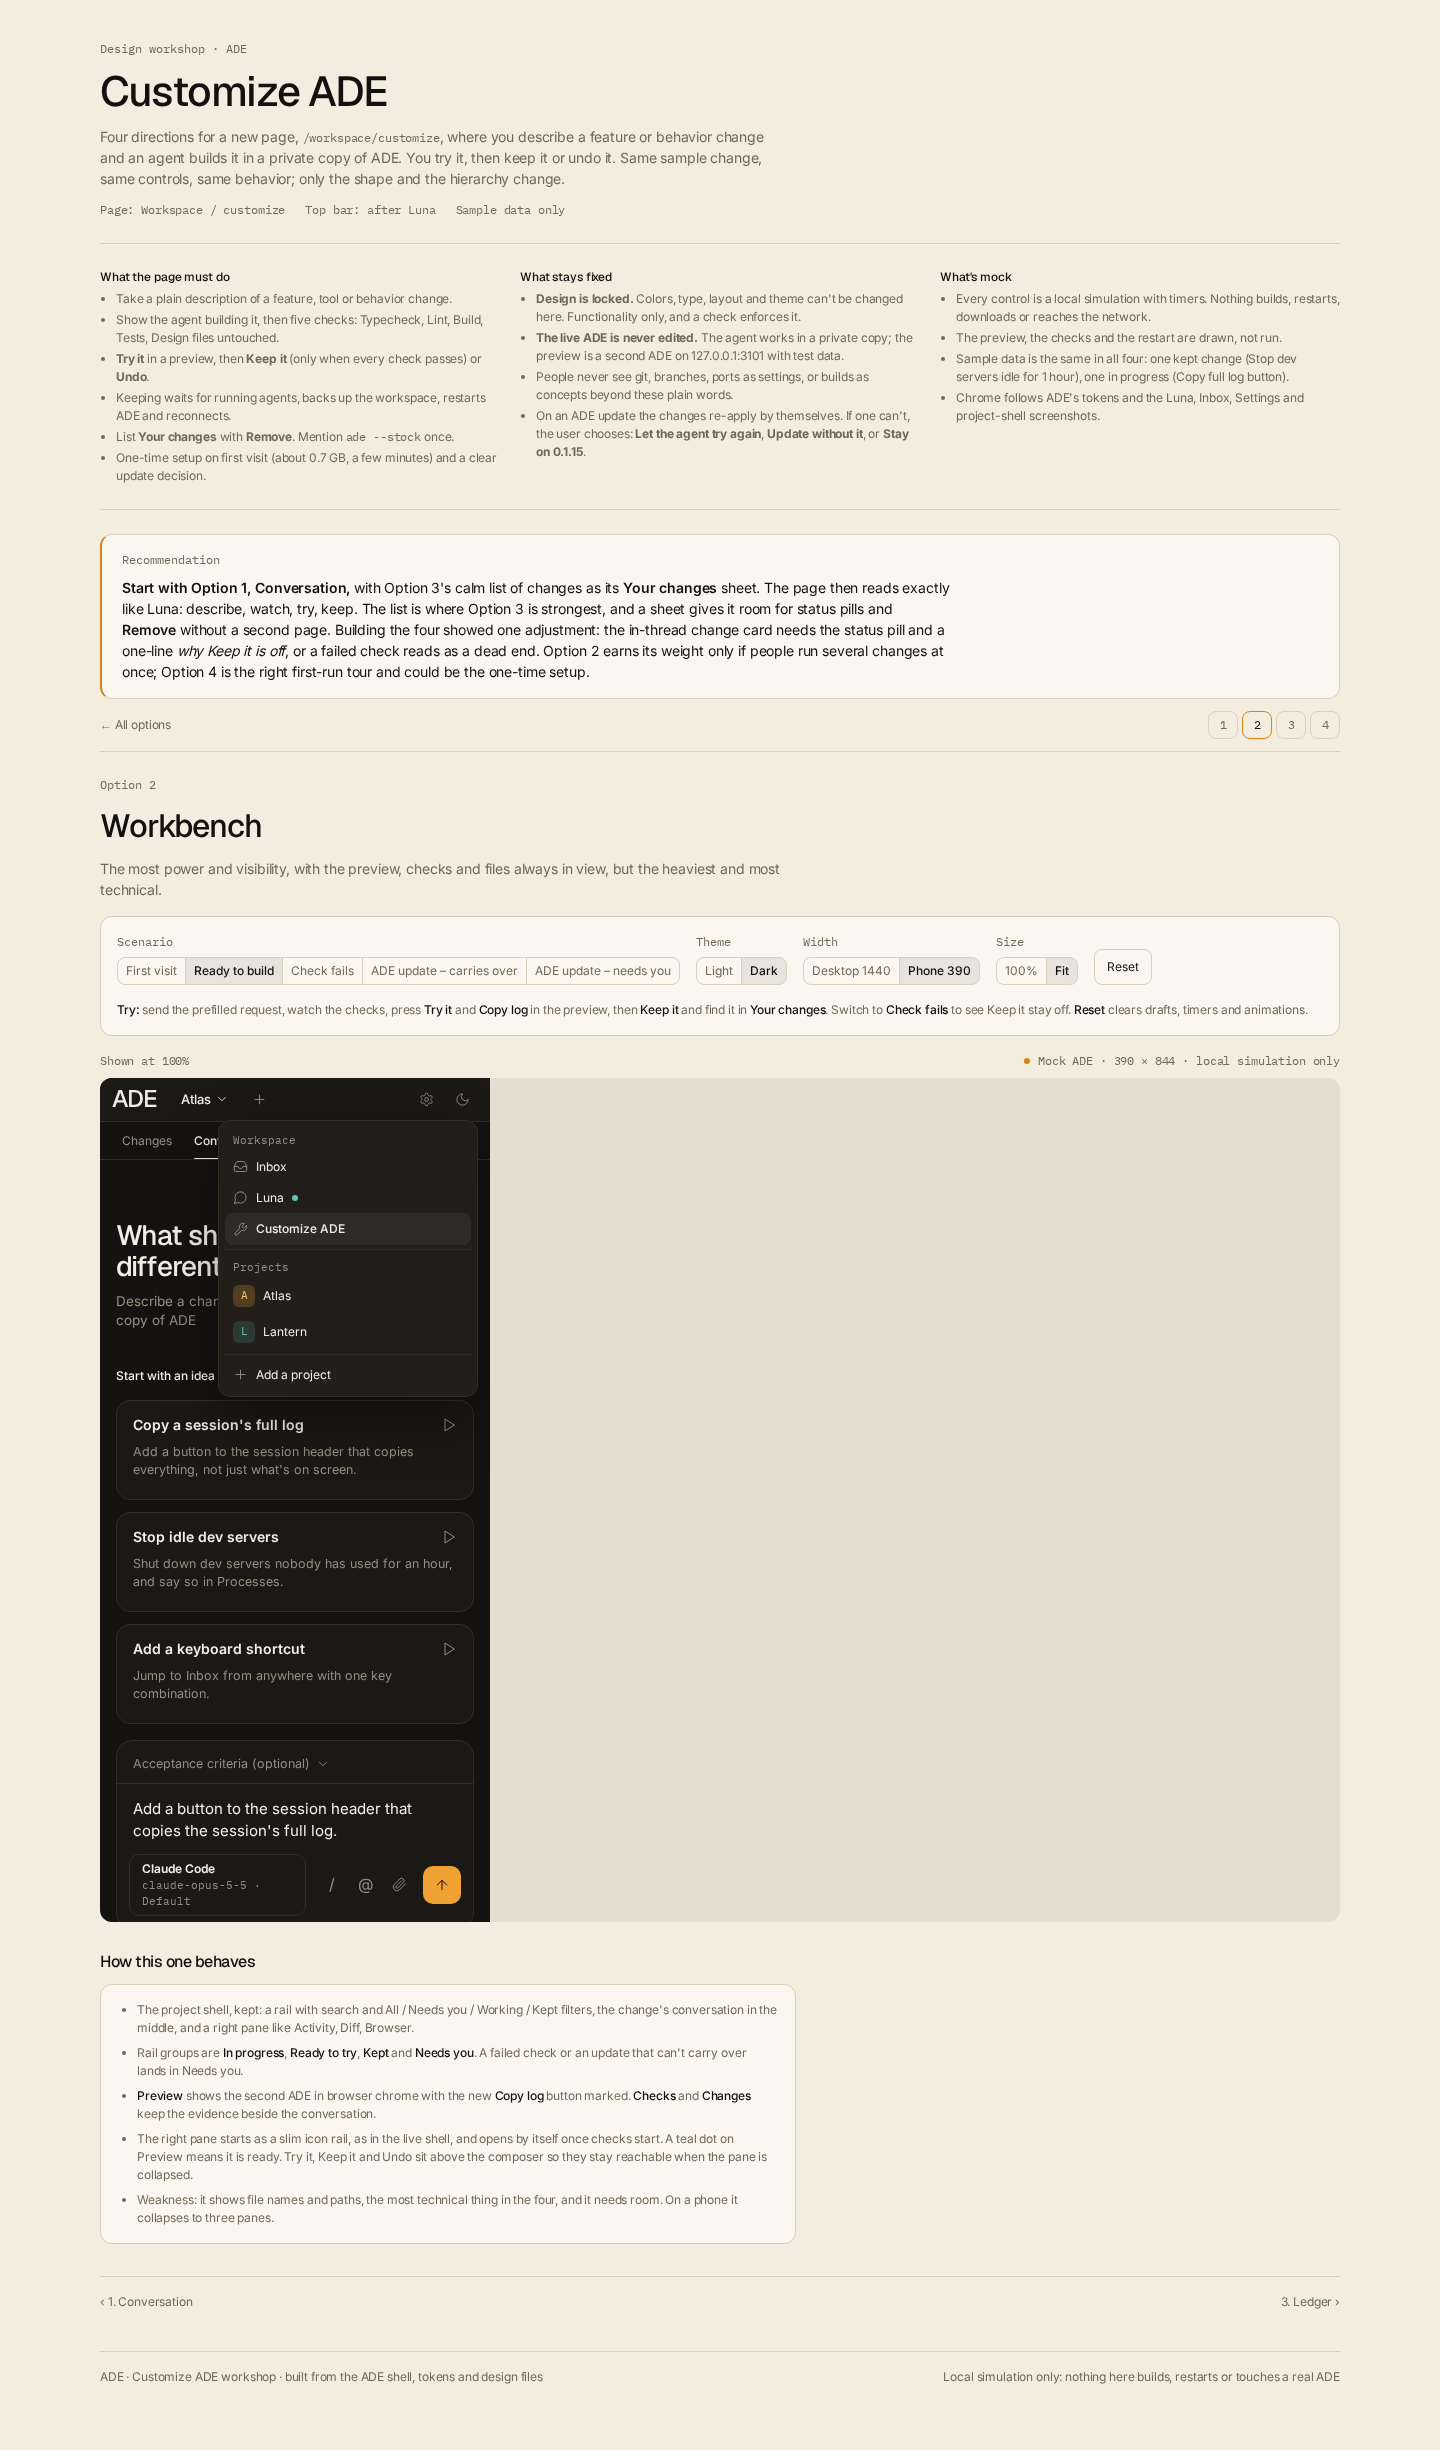 Design workshop · ADE
Customize ADE
Four directions for a new page, /workspace/customize, where you describe a feature or behavior change
and an agent builds it in a private copy of ADE. You try it, then keep it or undo it. Same sample change,
same controls, same behavior; only the shape and the hierarchy change.
Page: Workspace / customize Top bar: after Luna Sample data only
What the page must do
• Take a plain description of a feature, tool or behavior change.
• Show the agent building it, then five checks: Typecheck, Lint, Build,
Tests, Design files untouched.
• Try it in a preview, then Keep it (only when every check passes) or
Undo.
• Keeping waits for running agents, backs up the workspace, restarts
ADE and reconnects.
• List Your changes with Remove. Mention ade --stock once.
• One-time setup on first visit (about 0.7 GB, a few minutes) and a clear
update decision.
What stays fixed
• Design is locked. Colors, type, layout and theme can't be changed
here. Functionality only, and a check enforces it.
• The live ADE is never edited. The agent works in a private copy; the
preview is a second ADE on 127.0.0.1:3101 with test data.
• People never see git, branches, ports as settings, or builds as
concepts beyond these plain words.
• On an ADE update the changes re-apply by themselves. If one can't,
the user chooses: Let the agent try again, Update without it, or Stay
on 0.1.15.
What's mock
• Every control is a local simulation with timers. Nothing builds, restarts,
downloads or reaches the network.
• The preview, the checks and the restart are drawn, not run.
• Sample data is the same in all four: one kept change (Stop dev
servers idle for 1 hour), one in progress (Copy full log button).
• Chrome follows ADE's tokens and the Luna, Inbox, Settings and
project-shell screenshots.
Recommendation
Start with Option 1, Conversation, with Option 3's calm list of changes as its Your changes sheet. The page then reads exactly
like Luna: describe, watch, try, keep. The list is where Option 3 is strongest, and a sheet gives it room for status pills and
Remove without a second page. Building the four showed one adjustment: the in-thread change card needs the status pill and a
one-line why Keep it is off, or a failed check reads as a dead end. Option 2 earns its weight only if people run several changes at
once; Option 4 is the right first-run tour and could be the one-time setup.
← All options
1 2 3 4
Option 2
Workbench
The most power and visibility, with the preview, checks and files always in view, but the heaviest and most
technical.
Scenario Theme Width Size
First visit Ready to build Check fails ADE update – carries over ADE update – needs you Light Dark Desktop 1440 Phone 390 100% Fit Reset
Try: send the prefilled request, watch the checks, press Try it and Copy log in the preview, then Keep it and find it in Your changes. Switch to Check fails to see Keep it stay off. Reset clears drafts, timers and animations.
Shown at 100%
Mock ADE · 390 × 844 · local simulation only
ADE Atlas
Changes Con
Workspace
Inbox
Luna
Customize ADE
Projects
A Atlas
L Lantern
Add a project
What sh
different
Describe a char
copy of ADE
Start with an idea
Copy a session's full log
Add a button to the session header that copies
everything, not just what's on screen.
Stop idle dev servers
Shut down dev servers nobody has used for an hour,
and say so in Processes.
Add a keyboard shortcut
Jump to Inbox from anywhere with one key
combination.
Acceptance criteria (optional)
Add a button to the session header that
copies the session's full log.
Claude Code
claude-opus-5-5 ·
Default
/ @
How this one behaves
• The project shell, kept: a rail with search and All / Needs you / Working / Kept filters, the change's conversation in the
middle, and a right pane like Activity, Diff, Browser.
• Rail groups are In progress, Ready to try, Kept and Needs you. A failed check or an update that can't carry over
lands in Needs you.
• Preview shows the second ADE in browser chrome with the new Copy log button marked. Checks and Changes
keep the evidence beside the conversation.
• The right pane starts as a slim icon rail, as in the live shell, and opens by itself once checks start. A teal dot on
Preview means it is ready. Try it, Keep it and Undo sit above the composer so they stay reachable when the pane is
collapsed.
• Weakness: it shows file names and paths, the most technical thing in the four, and it needs room. On a phone it
collapses to three panes.
‹ 1. Conversation
3. Ledger ›
ADE · Customize ADE workshop · built from the ADE shell, tokens and design files
Local simulation only: nothing here builds, restarts or touches a real ADE